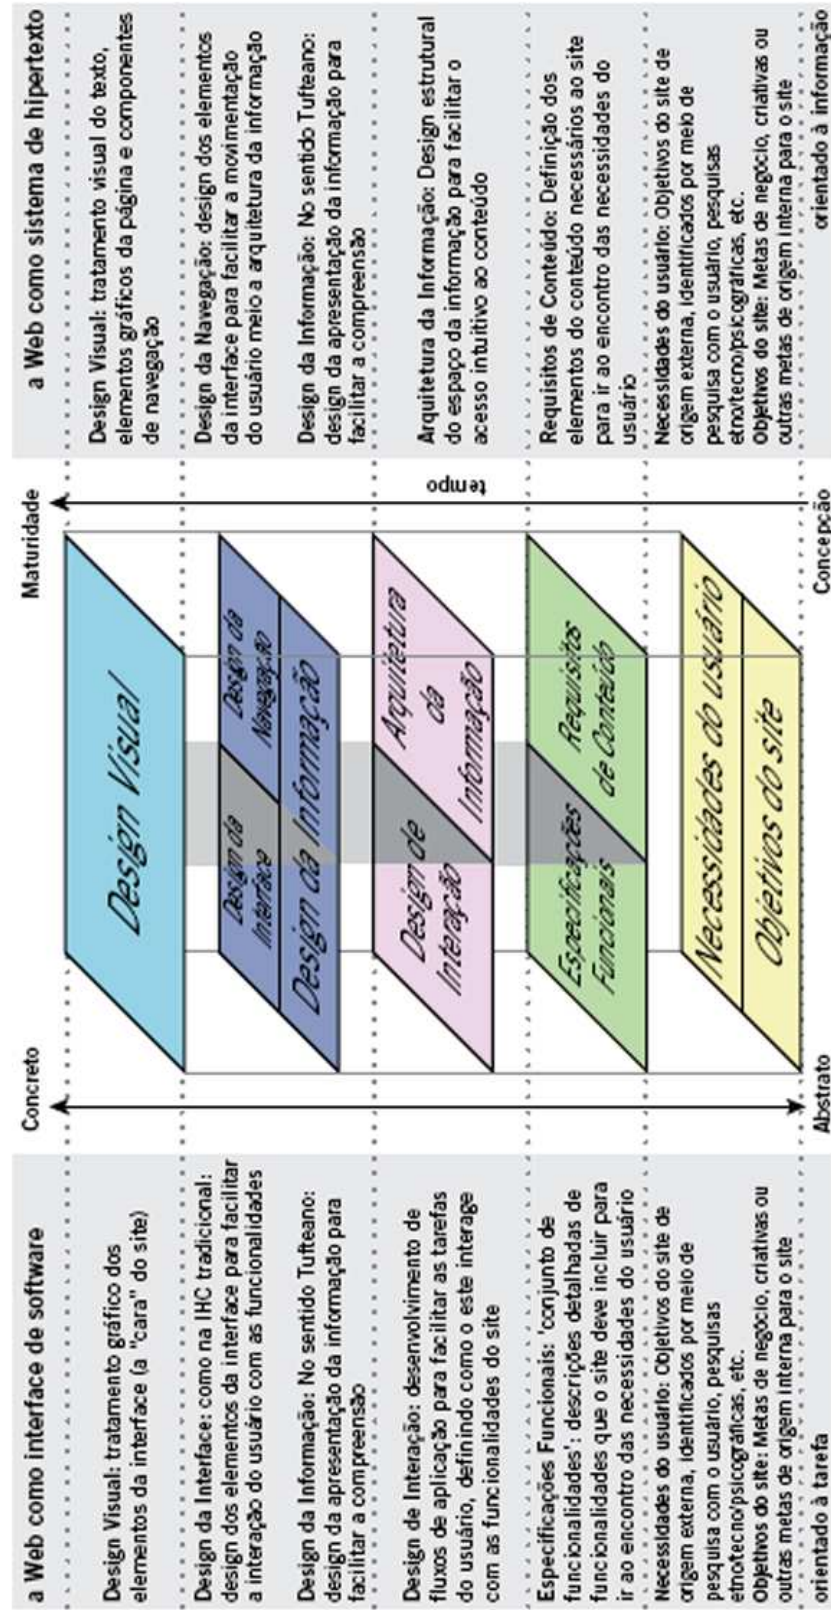 a Web como interface de software
Design Visual: tratamento gráfico dos
elementos da interface (a "cara" do site)
Design da Interface: como na IHC tradicional:
design dos elementos da interface para facilitar
a interação do usuário com as funcionalidades
Design da Informação: No sentido Tufteano:
design da apresentação da informação para
facilitar a compreensão
Design de Interação: desenvolvimento de
fluxos de aplicação para facilitar as tarefas
do usuário, definindo como o este interage
com as funcionalidades do site
Especificações Funcionais: 'conjunto de
funcionalidades': descrições detalhadas de
funcionalidades que o site deve incluir para
ir ao encontro das necessidades do usuário
Necessidades do usuário: Objetivos do site de
origem externa, identificados por meio de
pesquisa com o usuário, pesquisas
etno/tecno/psicográficas, etc.
Objetivos do site: Metas de negócio, criativas ou
outras metas de origem interna para o site
orientado à tarefa
Concreto
Maturidade
Design Visual
Design da
Interface
Design da
Navegação
Design da Informação
Design de
Interação
Arquitetura
da
Informação
Especificações
Funcionais
Requisitos
de Conteúdo
Necessidades do usuário
Objetivos do site
tempo
Abstrato
Concepção
a Web como sistema de hipertexto
Design Visual: tratamento visual do texto,
elementos gráficos da página e componentes
de navegação
Design da Navegação: design dos elementos
da interface para facilitar a movimentação
do usuário meio a arquitetura da informação
Design da Informação: No sentido Tufteano:
design da apresentação da informação para
facilitar a compreensão
Arquitetura da Informação: Design estrutural
do espaço da informação para facilitar o
acesso intuitivo ao conteúdo
Requisitos de Conteúdo: Definição dos
elementos do conteúdo necessários ao site
para ir ao encontro das necessidades do
usuário
Necessidades do usuário: Objetivos do site de
origem externa, identificados por meio de
pesquisa com o usuário, pesquisas
etno/tecno/psicográficas, etc.
Objetivos do site: Metas de negócio, criativas ou
outras metas de origem interna para o site
orientado à informação